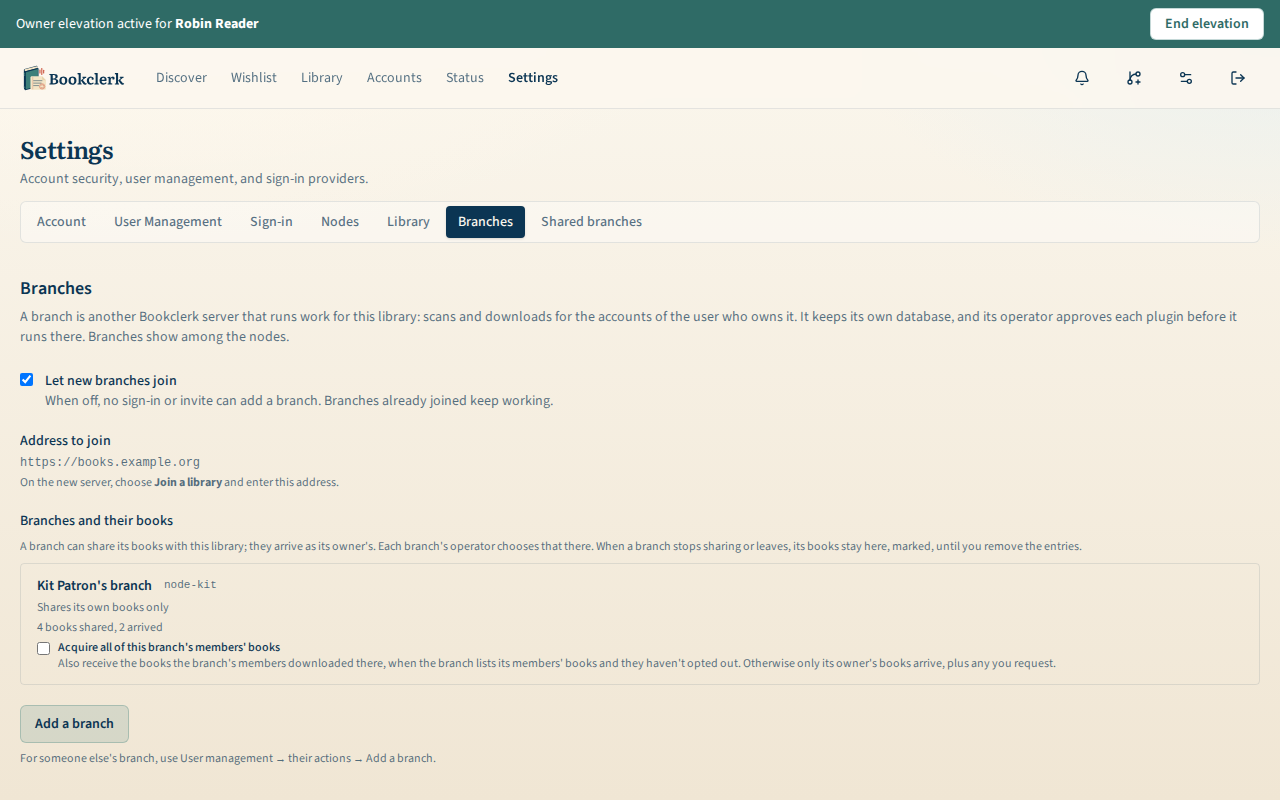 Owner elevation active for Robin Reader
End elevation
Bookclerk
Discover
Wishlist
Library
Accounts
Status
Settings
Settings
Account security, user management, and sign-in providers.
Account
User Management
Sign-in
Nodes
Library
Branches
Shared branches
Branches
A branch is another Bookclerk server that runs work for this library: scans and downloads for the accounts of the user who owns it. It keeps its own database, and its operator approves each plugin before it
runs there. Branches show among the nodes.
Let new branches join
When off, no sign-in or invite can add a branch. Branches already joined keep working.
Address to join
https://books.example.org
On the new server, choose Join a library and enter this address.
Branches and their books
A branch can share its books with this library; they arrive as its owner's. Each branch's operator chooses that there. When a branch stops sharing or leaves, its books stay here, marked, until you remove the entries.
Kit Patron's branch node-kit
Shares its own books only
4 books shared, 2 arrived
Acquire all of this branch's members' books
Also receive the books the branch's members downloaded there, when the branch lists its members' books and they haven't opted out. Otherwise only its owner's books arrive, plus any you request.
Add a branch
For someone else's branch, use User management → their actions → Add a branch.